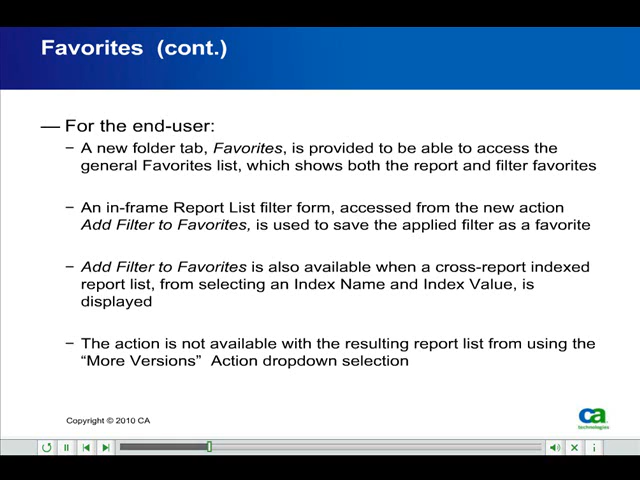 Favorites (cont.)
— For the end-user:
– A new folder tab, Favorites, is provided to be able to access the
general Favorites list, which shows both the report and filter favorites
– An in-frame Report List filter form, accessed from the new action
Add Filter to Favorites, is used to save the applied filter as a favorite
– Add Filter to Favorites is also available when a cross-report indexed
report list, from selecting an Index Name and Index Value, is
displayed
– The action is not available with the resulting report list from using the
“More Versions” Action dropdown selection
Copyright © 2010 CA
ca
technologies